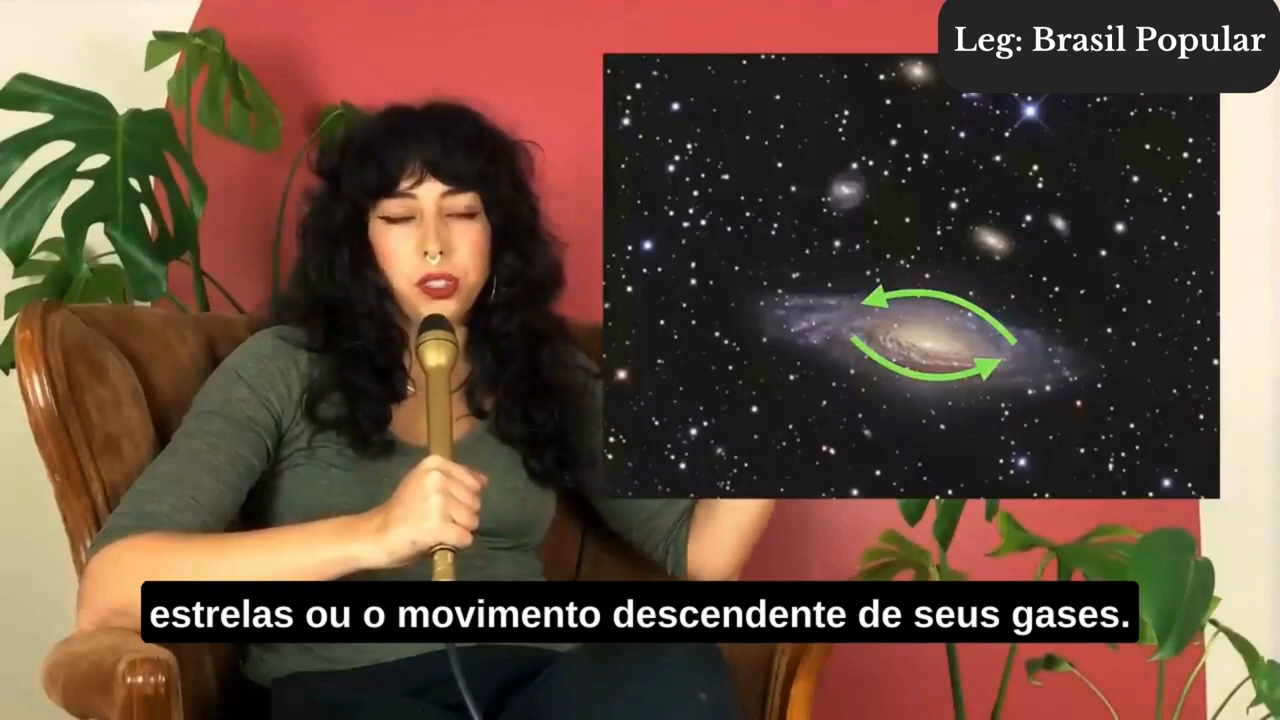 Leg: Brasil Popular
estrelas ou o movimento descendente de seus gases.